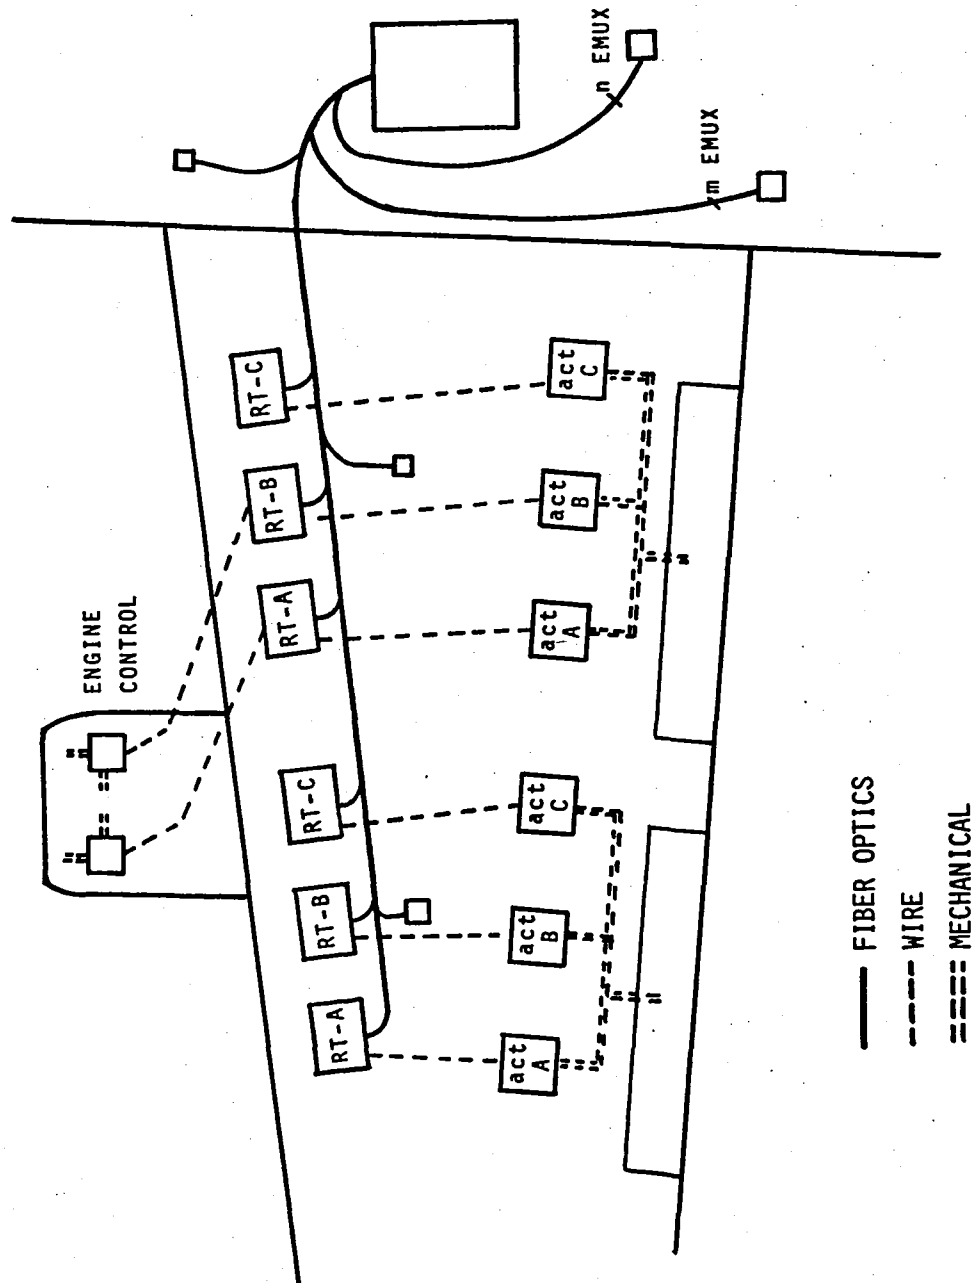 ENGINE
CONTROL
RT-A
RT-B
RT-C
RT-A
RT-B
RT-C
act
A
act
B
act
C
act
A
act
B
act
C
m EMUX
n EMUX
FIBER OPTICS
WIRE
MECHANICAL